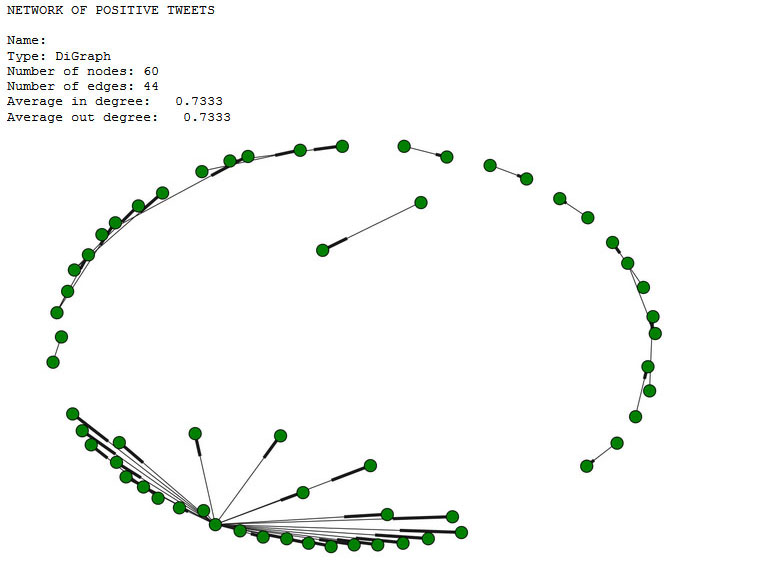 NETWORK OF POSITIVE TWEETS
Name:
Type: DiGraph
Number of nodes: 60
Number of edges: 44
Average in degree:   0.7333
Average out degree:   0.7333